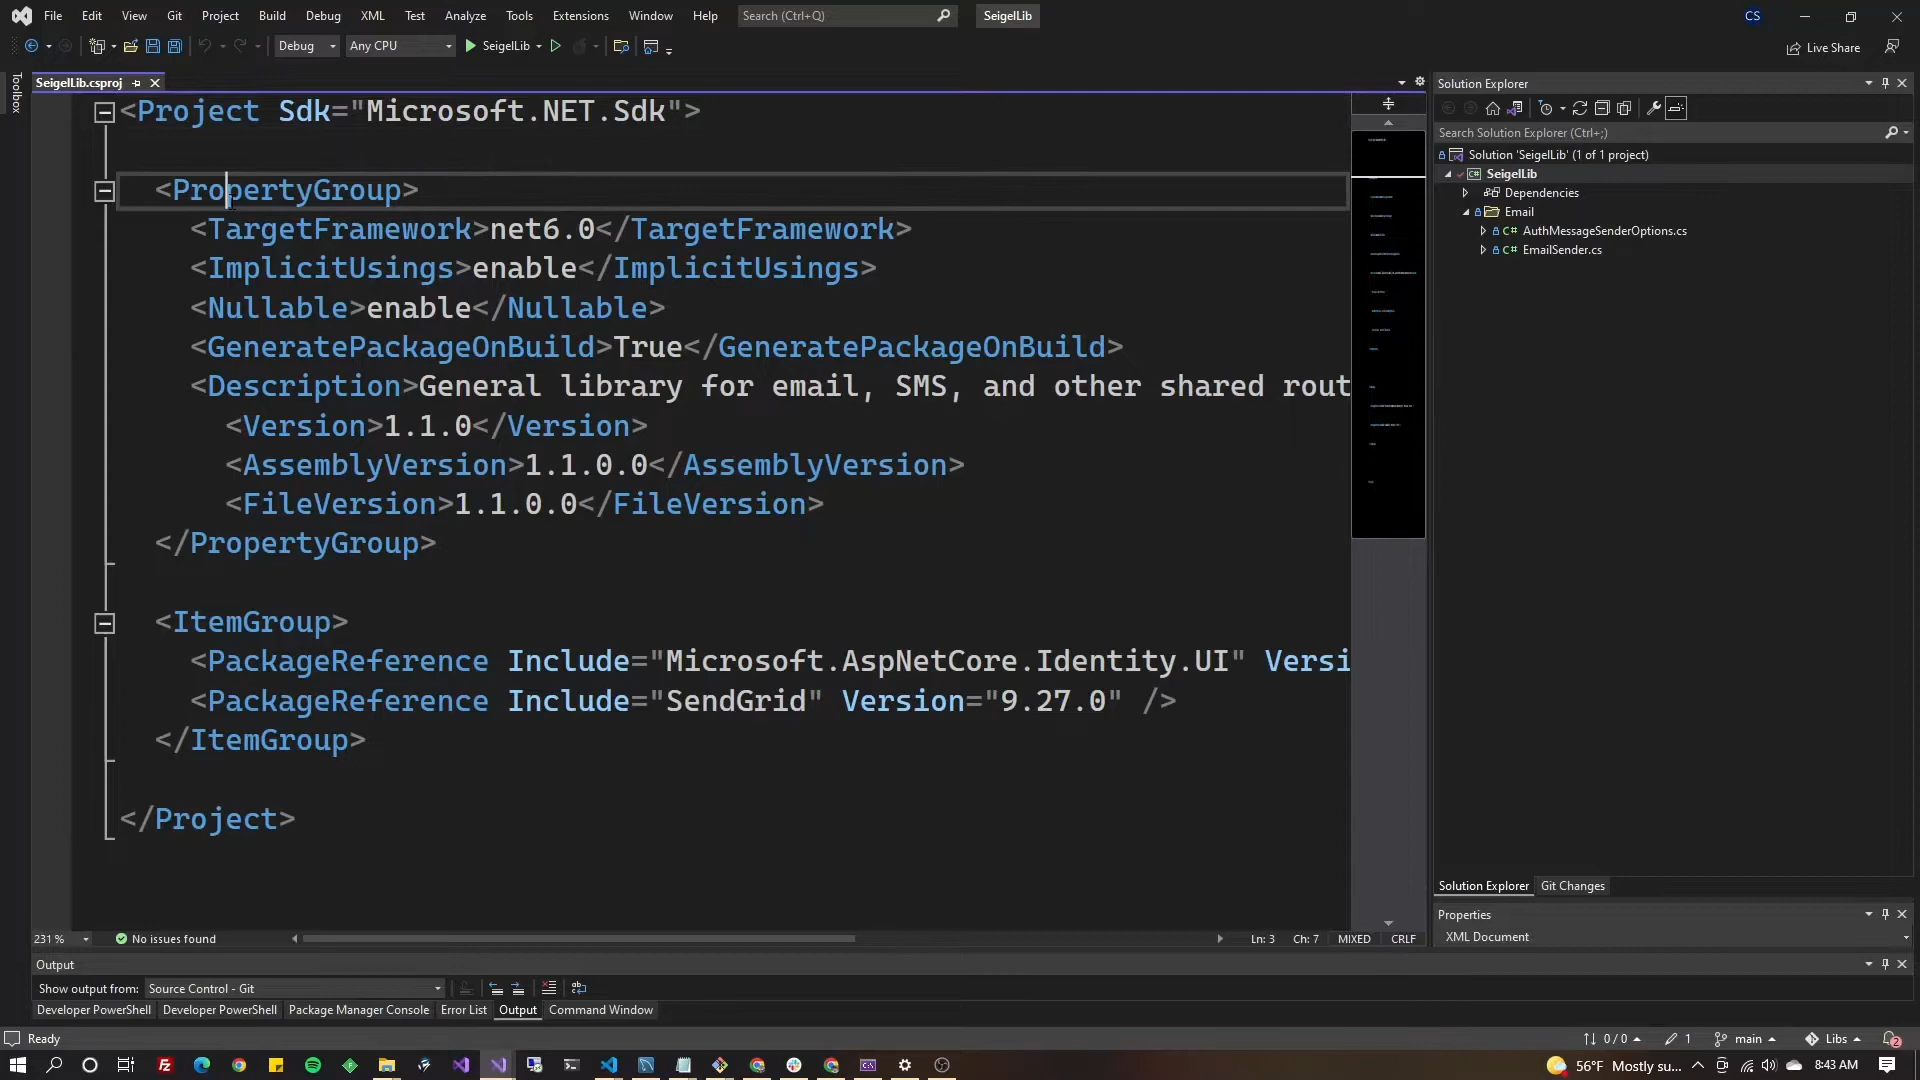 File Edit View Git Project Build Debug XML Test Analyze Tools Extensions Window Help Search (Ctrl+Q) SeigelLib CS
Debug Any CPU SeigelLib Live Share
Toolbox
SeigelLib.csproj
<Project Sdk="Microsoft.NET.Sdk">
<PropertyGroup>
<TargetFramework>net6.0</TargetFramework>
<ImplicitUsings>enable</ImplicitUsings>
<Nullable>enable</Nullable>
<GeneratePackageOnBuild>True</GeneratePackageOnBuild>
<Description>General library for email, SMS, and other shared rout
<Version>1.1.0</Version>
<AssemblyVersion>1.1.0.0</AssemblyVersion>
<FileVersion>1.1.0.0</FileVersion>
</PropertyGroup>
<ItemGroup>
<PackageReference Include="Microsoft.AspNetCore.Identity.UI" Versi
<PackageReference Include="SendGrid" Version="9.27.0" />
</ItemGroup>
</Project>
231 % No issues found Ln: 3 Ch: 7 MIXED CRLF
Solution Explorer
Search Solution Explorer (Ctrl+;)
Solution 'SeigelLib' (1 of 1 project)
C# SeigelLib
Dependencies
Email
C# AuthMessageSenderOptions.cs
C# EmailSender.cs
Solution Explorer Git Changes
Properties
XML Document
Output
Show output from: Source Control - Git
Developer PowerShell Developer PowerShell Package Manager Console Error List Output Command Window
Ready 0 / 0 1 main Libs 2
56°F Mostly su... 8:43 AM